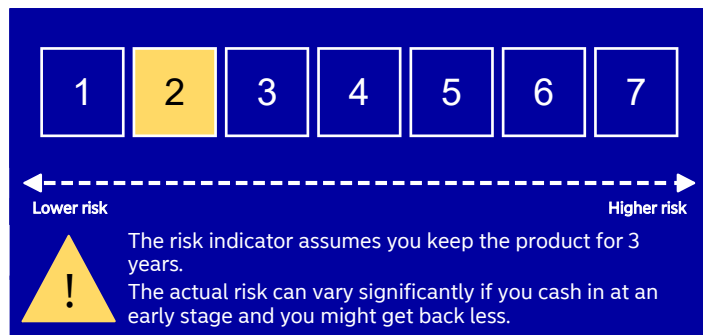 1 2 3 4 5 6 7
Lower risk Higher risk
!
The risk indicator assumes you keep the product for 3
years.
The actual risk can vary significantly if you cash in at an
early stage and you might get back less.